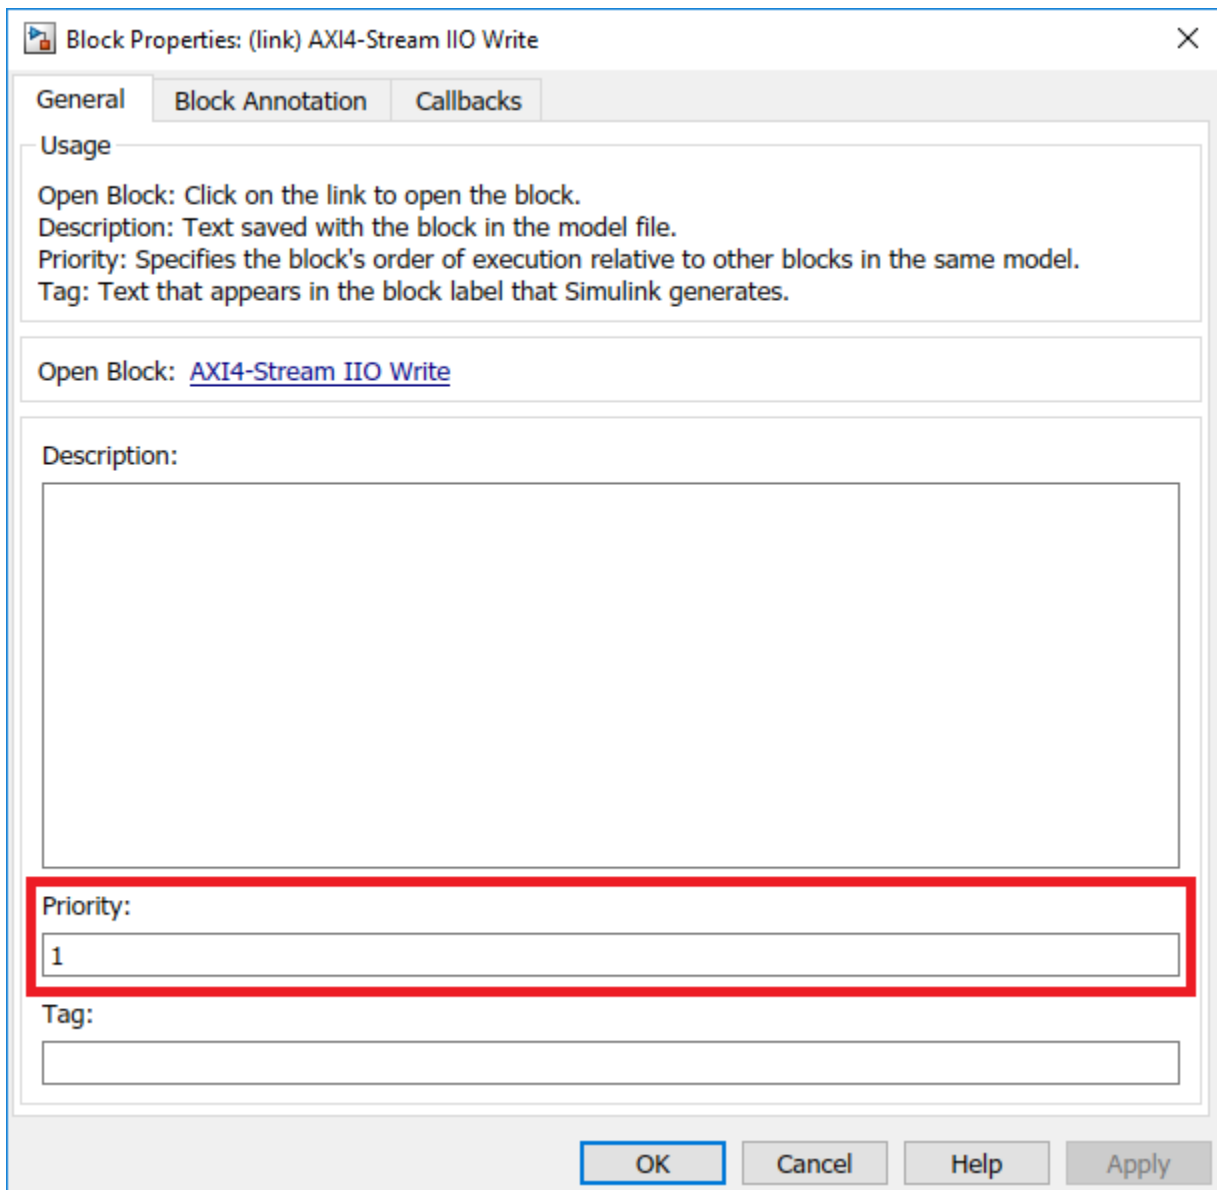 Block Properties: (link) AXI4-Stream IIO Write
General Block Annotation Callbacks
Usage
Open Block: Click on the link to open the block.
Description: Text saved with the block in the model file.
Priority: Specifies the block's order of execution relative to other blocks in the same model.
Tag: Text that appears in the block label that Simulink generates.
Open Block: AXI4-Stream IIO Write
Description:
Priority:
1
Tag:
OK Cancel Help Apply